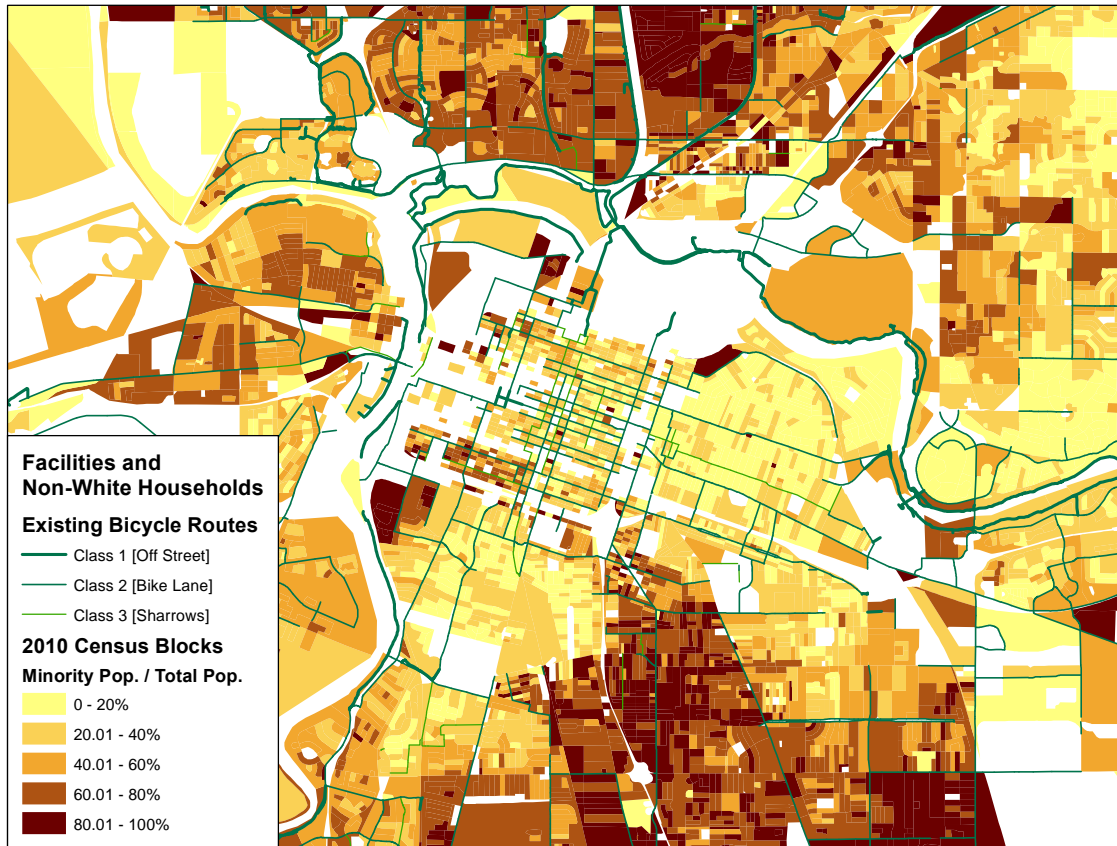 Facilities and
Non-White Households
Existing Bicycle Routes
Class 1 [Off Street]
Class 2 [Bike Lane]
Class 3 [Sharrows]
2010 Census Blocks
Minority Pop. / Total Pop.
0 - 20%
20.01 - 40%
40.01 - 60%
60.01 - 80%
80.01 - 100%